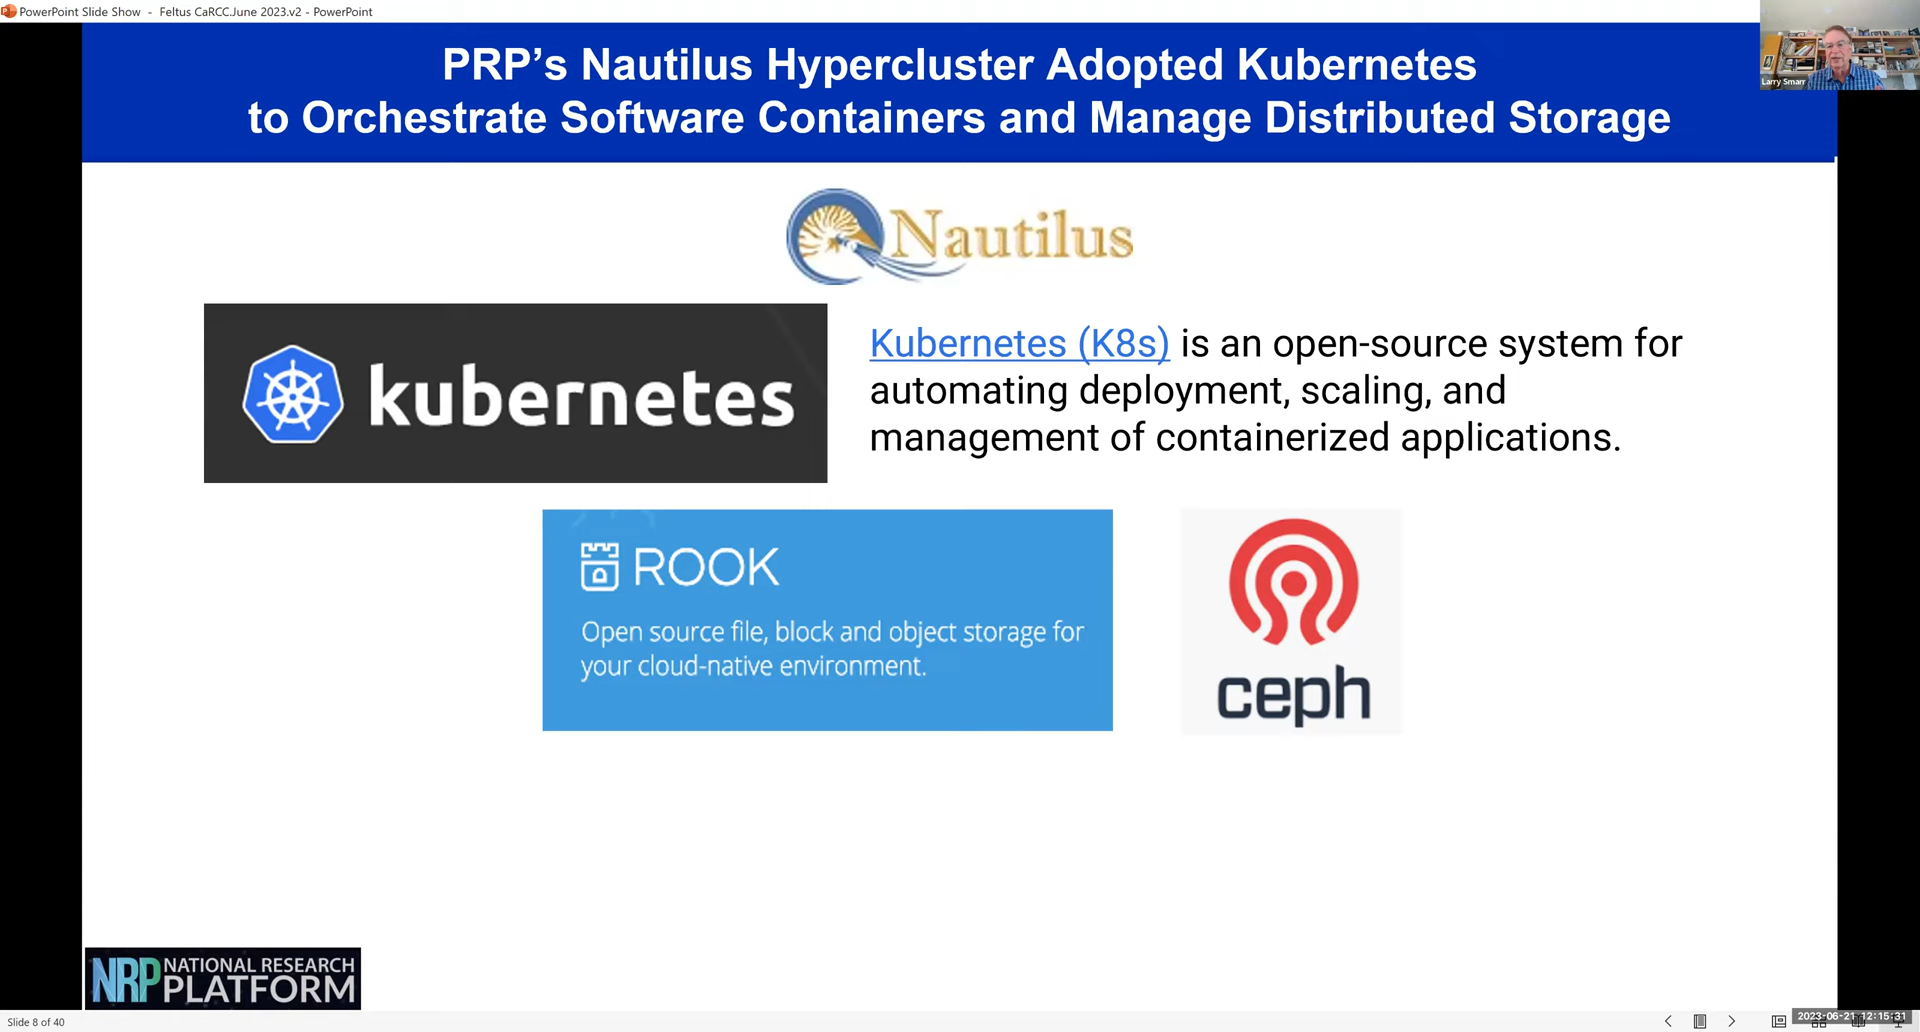 PowerPoint Slide Show - Feltus CaRCC.June 2023.v2 - PowerPoint
PRP’s Nautilus Hypercluster Adopted Kubernetes
to Orchestrate Software Containers and Manage Distributed Storage
Larry Smarr
Nautilus
kubernetes
Kubernetes (K8s) is an open-source system for
automating deployment, scaling, and
management of containerized applications.
ROOK
Open source file, block and object storage for
your cloud-native environment.
ceph
NRP NATIONAL RESEARCH
PLATFORM
Slide 8 of 40
2023-06-21 12:15:31